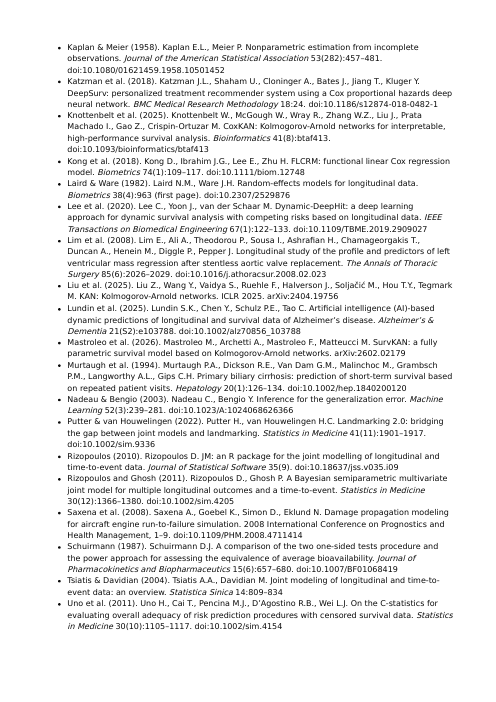 • Kaplan & Meier (1958). Kaplan E.L., Meier P. Nonparametric estimation from incomplete
observations. Journal of the American Statistical Association 53(282):457–481.
doi:10.1080/01621459.1958.10501452
• Katzman et al. (2018). Katzman J.L., Shaham U., Cloninger A., Bates J., Jiang T., Kluger Y.
DeepSurv: personalized treatment recommender system using a Cox proportional hazards deep
neural network. BMC Medical Research Methodology 18:24. doi:10.1186/s12874-018-0482-1
• Knottenbelt et al. (2025). Knottenbelt W., McGough W., Wray R., Zhang W.Z., Liu J., Prata
Machado I., Gao Z., Crispin-Ortuzar M. CoxKAN: Kolmogorov-Arnold networks for interpretable,
high-performance survival analysis. Bioinformatics 41(8):btaf413.
doi:10.1093/bioinformatics/btaf413
• Kong et al. (2018). Kong D., Ibrahim J.G., Lee E., Zhu H. FLCRM: functional linear Cox regression
model. Biometrics 74(1):109–117. doi:10.1111/biom.12748
• Laird & Ware (1982). Laird N.M., Ware J.H. Random-effects models for longitudinal data.
Biometrics 38(4):963 (first page). doi:10.2307/2529876
• Lee et al. (2020). Lee C., Yoon J., van der Schaar M. Dynamic-DeepHit: a deep learning
approach for dynamic survival analysis with competing risks based on longitudinal data. IEEE
Transactions on Biomedical Engineering 67(1):122–133. doi:10.1109/TBME.2019.2909027
• Lim et al. (2008). Lim E., Ali A., Theodorou P., Sousa I., Ashrafian H., Chamageorgakis T.,
Duncan A., Henein M., Diggle P., Pepper J. Longitudinal study of the profile and predictors of left
ventricular mass regression after stentless aortic valve replacement. The Annals of Thoracic
Surgery 85(6):2026–2029. doi:10.1016/j.athoracsur.2008.02.023
• Liu et al. (2025). Liu Z., Wang Y., Vaidya S., Ruehle F., Halverson J., Soljačić M., Hou T.Y., Tegmark
M. KAN: Kolmogorov-Arnold networks. ICLR 2025. arXiv:2404.19756
• Lundin et al. (2025). Lundin S.K., Chen Y., Schulz P.E., Tao C. Artificial intelligence (AI)-based
dynamic predictions of longitudinal and survival data of Alzheimer's disease. Alzheimer's &
Dementia 21(S2):e103788. doi:10.1002/alz70856_103788
• Mastroleo et al. (2026). Mastroleo M., Archetti A., Mastroleo F., Matteucci M. SurvKAN: a fully
parametric survival model based on Kolmogorov-Arnold networks. arXiv:2602.02179
• Murtaugh et al. (1994). Murtaugh P.A., Dickson R.E., Van Dam G.M., Malinchoc M., Grambsch
P.M., Langworthy A.L., Gips C.H. Primary biliary cirrhosis: prediction of short-term survival based
on repeated patient visits. Hepatology 20(1):126–134. doi:10.1002/hep.1840200120
• Nadeau & Bengio (2003). Nadeau C., Bengio Y. Inference for the generalization error. Machine
Learning 52(3):239–281. doi:10.1023/A:1024068626366
• Putter & van Houwelingen (2022). Putter H., van Houwelingen H.C. Landmarking 2.0: bridging
the gap between joint models and landmarking. Statistics in Medicine 41(11):1901–1917.
doi:10.1002/sim.9336
• Rizopoulos (2010). Rizopoulos D. JM: an R package for the joint modelling of longitudinal and
time-to-event data. Journal of Statistical Software 35(9). doi:10.18637/jss.v035.i09
• Rizopoulos and Ghosh (2011). Rizopoulos D., Ghosh P. A Bayesian semiparametric multivariate
joint model for multiple longitudinal outcomes and a time-to-event. Statistics in Medicine
30(12):1366–1380. doi:10.1002/sim.4205
• Saxena et al. (2008). Saxena A., Goebel K., Simon D., Eklund N. Damage propagation modeling
for aircraft engine run-to-failure simulation. 2008 International Conference on Prognostics and
Health Management, 1–9. doi:10.1109/PHM.2008.4711414
• Schuirmann (1987). Schuirmann D.J. A comparison of the two one-sided tests procedure and
the power approach for assessing the equivalence of average bioavailability. Journal of
Pharmacokinetics and Biopharmaceutics 15(6):657–680. doi:10.1007/BF01068419
• Tsiatis & Davidian (2004). Tsiatis A.A., Davidian M. Joint modeling of longitudinal and time-to-
event data: an overview. Statistica Sinica 14:809–834
• Uno et al. (2011). Uno H., Cai T., Pencina M.J., D'Agostino R.B., Wei L.J. On the C-statistics for
evaluating overall adequacy of risk prediction procedures with censored survival data. Statistics
in Medicine 30(10):1105–1117. doi:10.1002/sim.4154